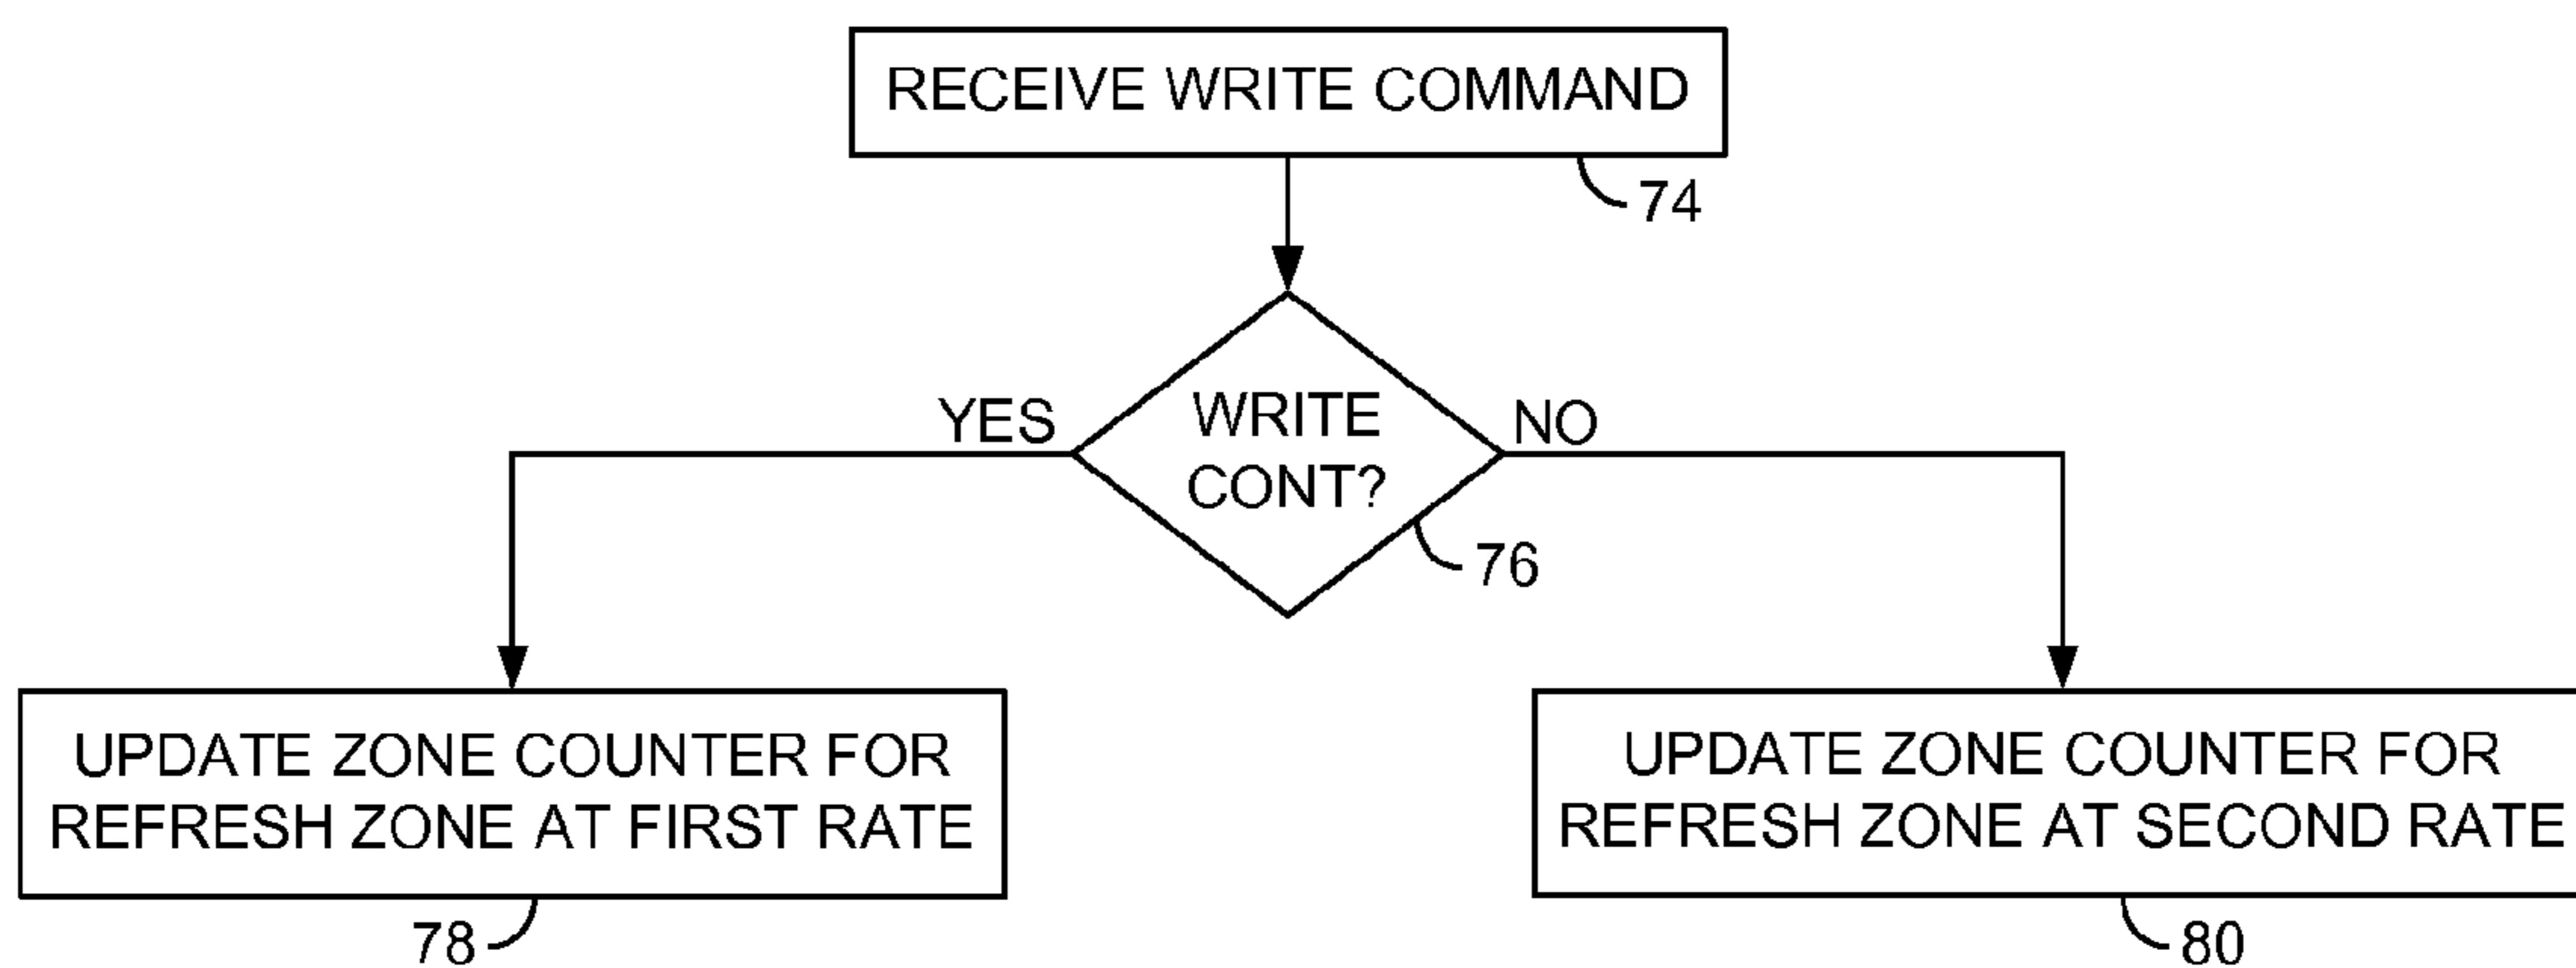 RECEIVE WRITE COMMAND
74
YES
WRITE
CONT?
NO
76
UPDATE ZONE COUNTER FOR
REFRESH ZONE AT FIRST RATE
78
UPDATE ZONE COUNTER FOR
REFRESH ZONE AT SECOND RATE
80